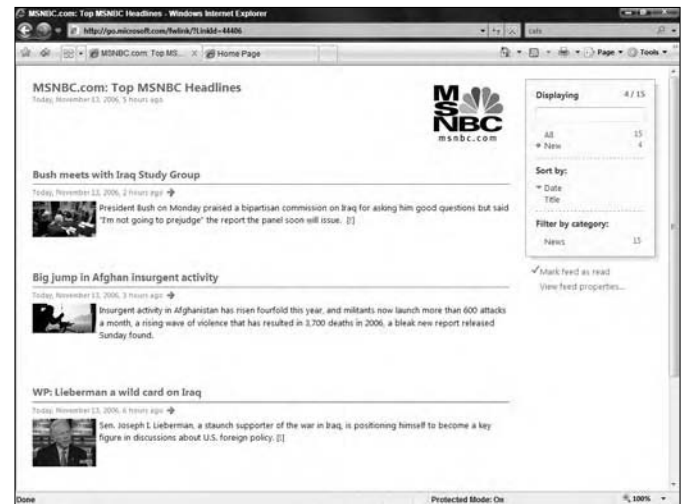 MSNBC.com: Top MSNBC Headlines - Windows Internet Explorer
http://go.microsoft.com/fwlink/?LinkId=44406
cafe
MSNBC.com: Top MS...
Home Page
Page
Tools
MSNBC.com: Top MSNBC Headlines
Today, November 13, 2006, 5 hours ago
M
S
NBC
msnbc.com
Bush meets with Iraq Study Group
Today, November 13, 2006, 2 hours ago
President Bush on Monday praised a bipartisan commission on Iraq for asking him good questions but said
"I'm not going to prejudge" the report the panel soon will issue.
Big jump in Afghan insurgent activity
Today, November 13, 2006, 3 hours ago
Insurgent activity in Afghanistan has risen fourfold this year, and militants now launch more than 600 attacks
a month, a rising wave of violence that has resulted in 3,700 deaths in 2006, a bleak new report released
Sunday found.
WP: Lieberman a wild card on Iraq
Today, November 13, 2006, 6 hours ago
Sen. Joseph I. Lieberman, a staunch supporter of the war in Iraq, is positioning himself to become a key
figure in discussions about U.S. foreign policy.
Displaying 4 / 15
All 15
New 4
Sort by:
Date
Title
Filter by category:
News 15
Mark feed as read
View feed properties...
Done
Protected Mode: On
100%